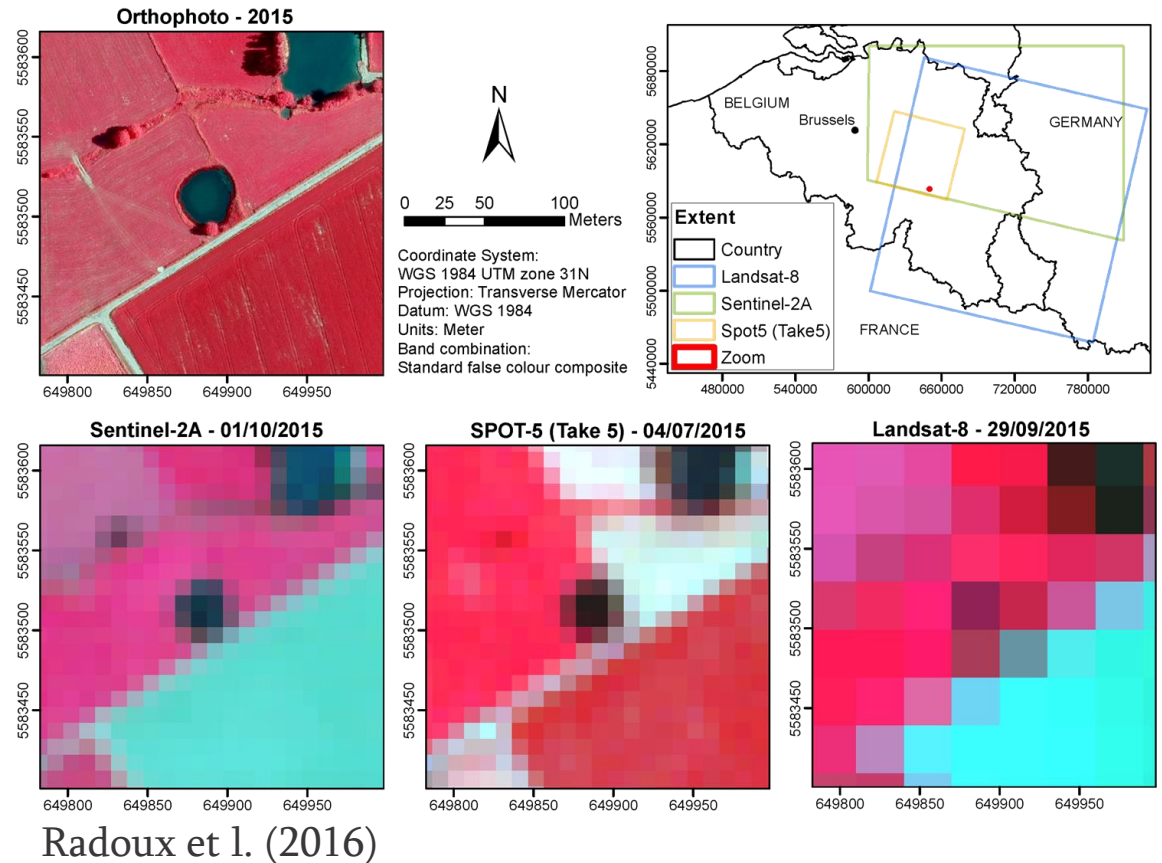 Orthophoto - 2015
5583600
5583550
5583500
5583450
649800 649850 649900 649950
N
0 25 50 100
Meters
Coordinate System:
WGS 1984 UTM zone 31N
Projection: Transverse Mercator
Datum: WGS 1984
Units: Meter
Band combination:
Standard false colour composite
5680000
5620000
5560000
5500000
5440000
BELGIUM
Brussels
GERMANY
FRANCE
Extent
Country
Landsat-8
Sentinel-2A
Spot5 (Take5)
Zoom
480000 540000 600000 660000 720000 780000
Sentinel-2A - 01/10/2015
5583600
5583550
5583500
5583450
649800 649850 649900 649950
SPOT-5 (Take 5) - 04/07/2015
5583600
5583550
5583500
5583450
649800 649850 649900 649950
Landsat-8 - 29/09/2015
5583600
5583550
5583500
5583450
649800 649850 649900 649950
Radoux et l. (2016)